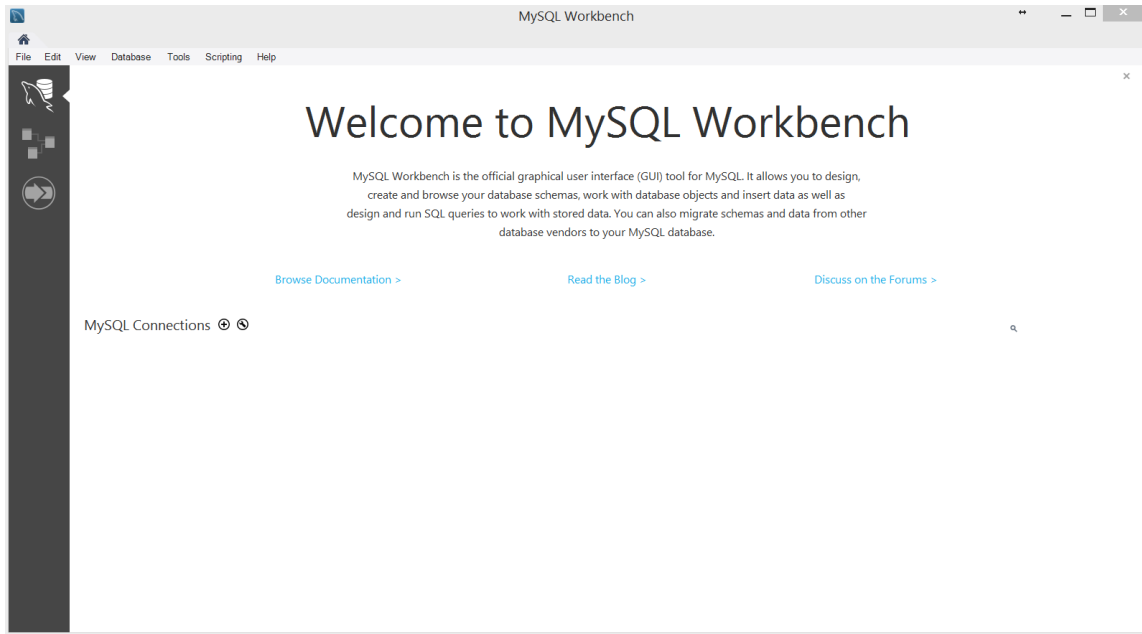 MySQL Workbench
File Edit View Database Tools Scripting Help
Welcome to MySQL Workbench
MySQL Workbench is the official graphical user interface (GUI) tool for MySQL. It allows you to design,
create and browse your database schemas, work with database objects and insert data as well as
design and run SQL queries to work with stored data. You can also migrate schemas and data from other
database vendors to your MySQL database.
Browse Documentation > Read the Blog > Discuss on the Forums >
MySQL Connections